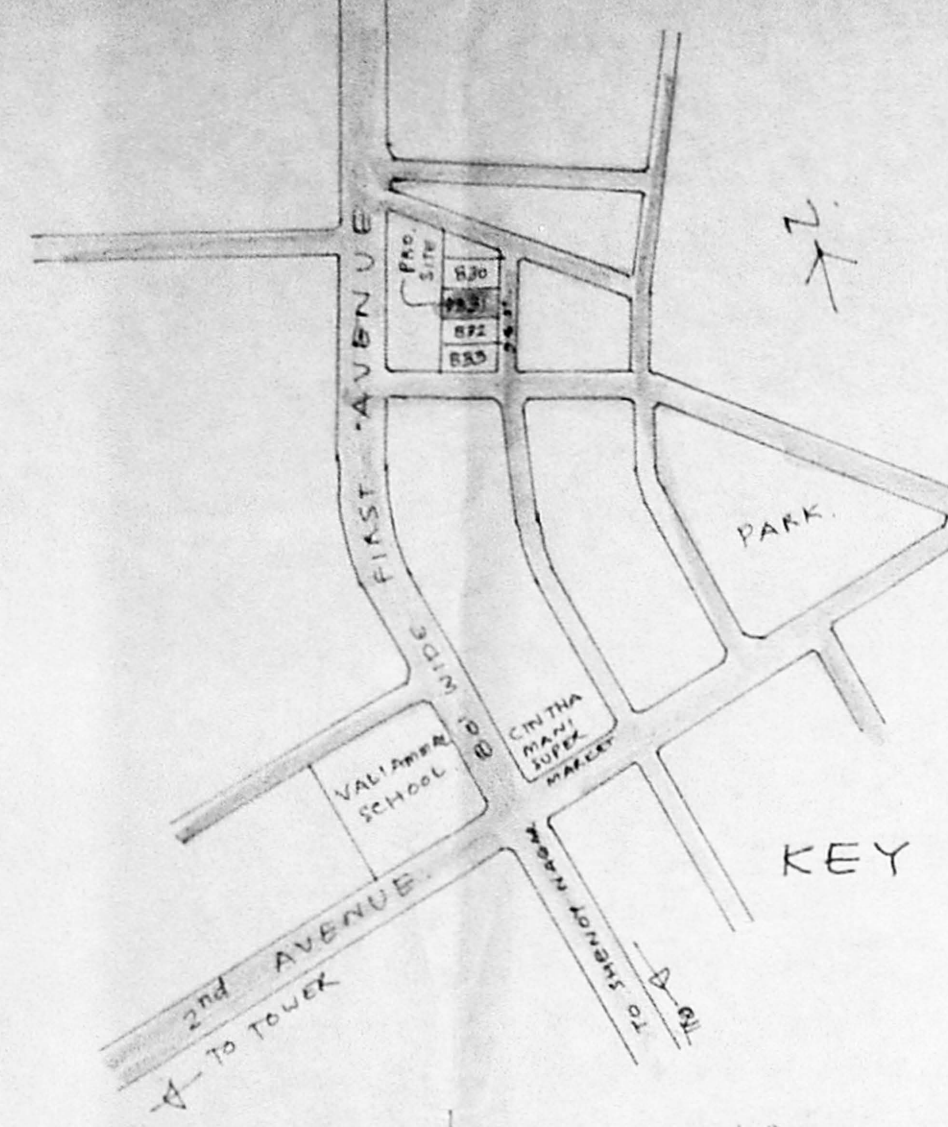 N.
PRO.
SITE
830
831
832
833
FIRST AVENUE
80' WIDE
PARK.
CINTHA
MANI
SUPER
MARKET
VALIAMMAL
SCHOOL
KEY
2nd AVENUE.
TO TOWER
TO SHENOY NAGAR